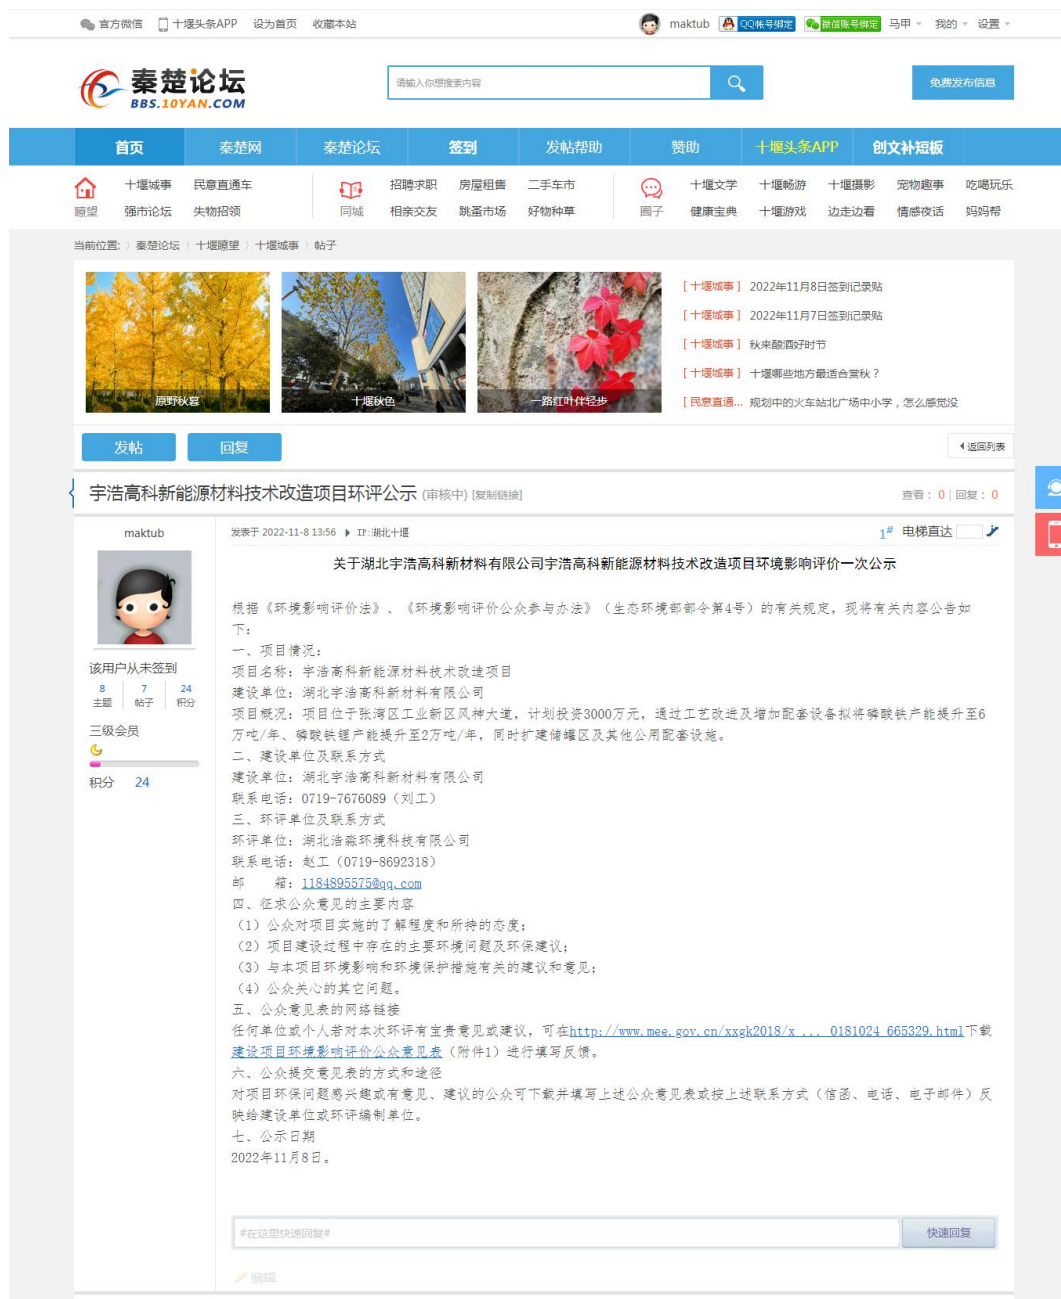 官方微信 十堰头条APP 设为首页 收藏本站 maktub QQ帐号绑定 微信账号绑定 马甲 我的 设置
秦楚论坛
BBS.10YAN.COM
请输入你想搜索内容
免费发布信息
首页 秦楚网 秦楚论坛 签到 发帖帮助 赞助 十堰头条APP 创文补短板
十堰城事 民意直通车 招聘求职 房屋租售 二手车市 十堰文学 十堰畅游 十堰摄影 宠物趣事 吃喝玩乐
瞭望 强市论坛 失物招领 同城 相亲交友 跳蚤市场 好物种草 圈子 健康宝典 十堰游戏 边走边看 情感夜话 妈妈帮
当前位置: 〉秦楚论坛 〉十堰瞭望 〉十堰城事 〉帖子
原野秋暮
十堰秋色
一路红叶伴轻步
[ 十堰城事 ] 2022年11月8日签到记录贴
[ 十堰城事 ] 2022年11月7日签到记录贴
[ 十堰城事 ] 秋来酿酒好时节
[ 十堰城事 ] 十堰哪些地方最适合赏秋？
[ 民意直通... 规划中的火车站北广场中小学，怎么感觉没
发帖 回复 返回列表
宇浩高科新能源材料技术改造项目环评公示 (审核中) [复制链接] 查看: 0 | 回复: 0
maktub
该用户从未签到
8 7 24
主题 帖子 积分
三级会员
积分 24
发表于 2022-11-8 13:56 IP:湖北十堰 1# 电梯直达
关于湖北宇浩高科新材料有限公司宇浩高科新能源材料技术改造项目环境影响评价一次公示
根据《环境影响评价法》、《环境影响评价公众参与办法》（生态环境部部令第4号）的有关规定，现将有关内容公告如
下：
一、项目情况：
项目名称：宇浩高科新能源材料技术改造项目
建设单位：湖北宇浩高科新材料有限公司
项目概况：项目位于张湾区工业新区风神大道，计划投资3000万元，通过工艺改进及增加配套设备拟将磷酸铁产能提升至6
万吨/年、磷酸铁锂产能提升至2万吨/年，同时扩建储罐区及其他公用配套设施。
二、建设单位及联系方式
建设单位：湖北宇浩高科新材料有限公司
联系电话：0719-7676089（刘工）
三、环评单位及联系方式
环评单位：湖北浩淼环境科技有限公司
联系电话：赵工（0719-8692318）
邮 箱：1184895575@qq.com
四、征求公众意见的主要内容
（1）公众对项目实施的了解程度和所持的态度；
（2）项目建设过程中存在的主要环境问题及环保建议；
（3）与本项目环境影响和环境保护措施有关的建议和意见；
（4）公众关心的其它问题。
五、公众意见表的网络链接
任何单位或个人若对本次环评有宝贵意见或建议，可在http://www.mee.gov.cn/xxgk2018/x ... 0181024_665329.html下载
建设项目环境影响评价公众意见表（附件1）进行填写反馈。
六、公众提交意见表的方式和途径
对项目环保问题感兴趣或有意见、建议的公众可下载并填写上述公众意见表或按上述联系方式（信函、电话、电子邮件）反
映给建设单位或环评编制单位。
七、公示日期
2022年11月8日。
#在这里快速回复# 快速回复
编辑